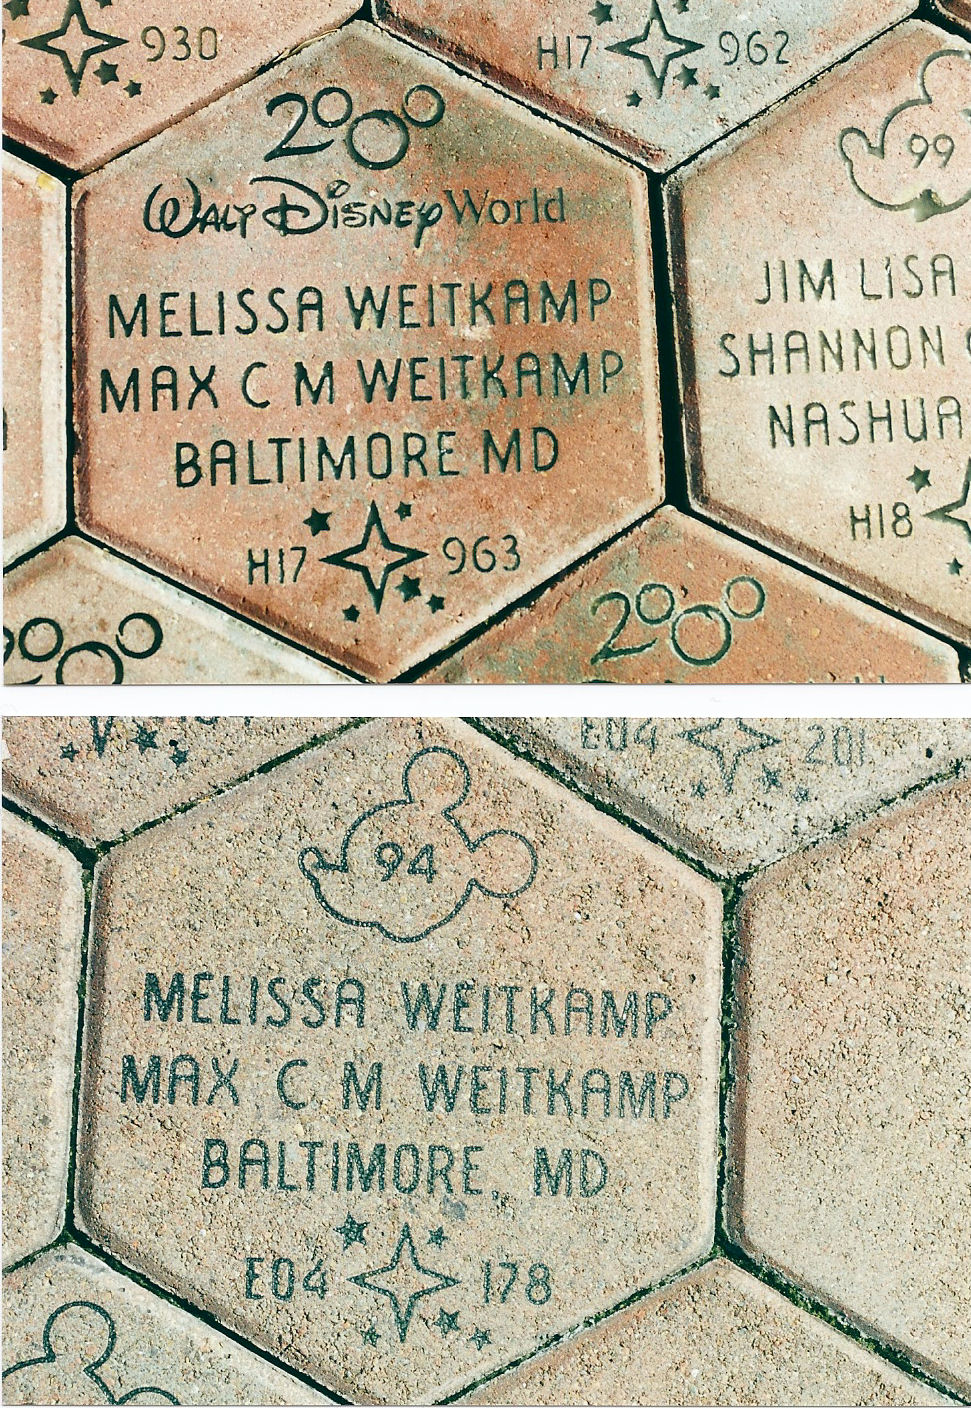 930
H17 962
2000
WALT DISNEY World
MELISSA WEITKAMP
MAX C M WEITKAMP
BALTIMORE MD
H17 963
99
JIM LISA
SHANNON
NASHUA
H18
2000
2000
E04 201
94
MELISSA WEITKAMP
MAX C M WEITKAMP
BALTIMORE, MD
E04 178